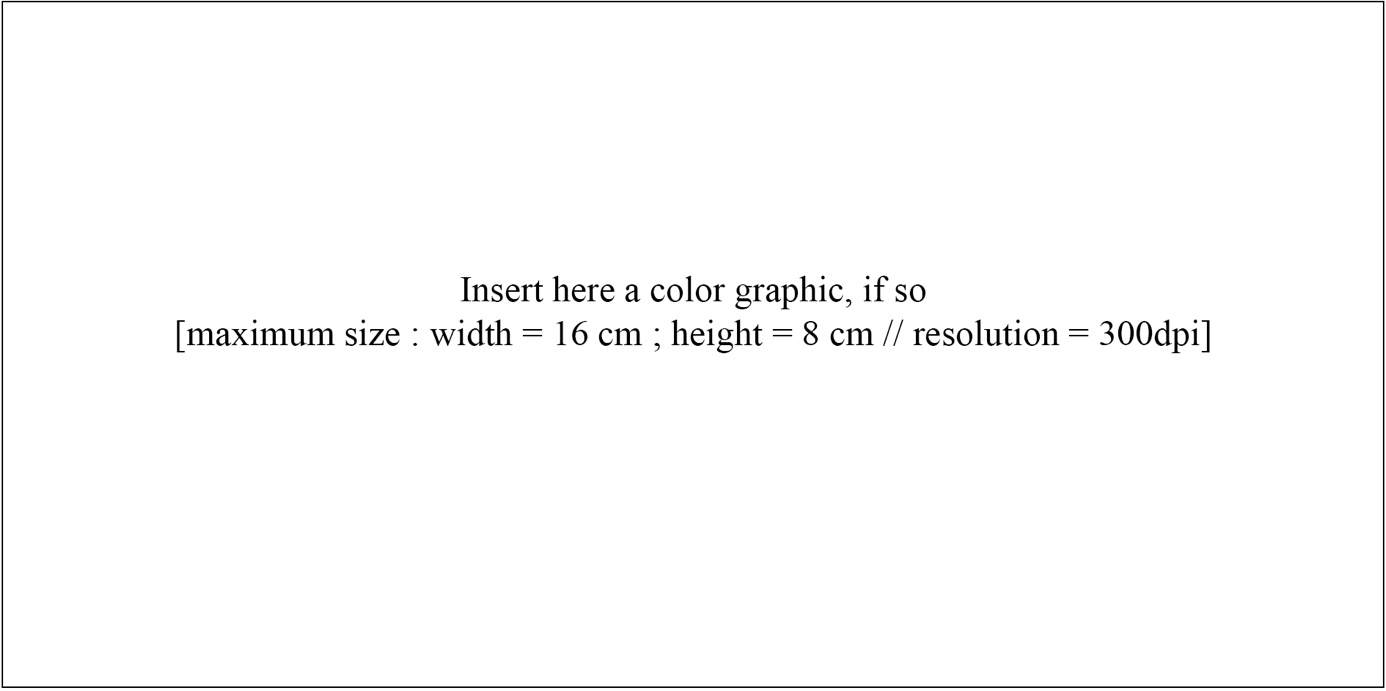 Insert here a color graphic, if so
[maximum size : width = 16 cm ; height = 8 cm // resolution = 300dpi]